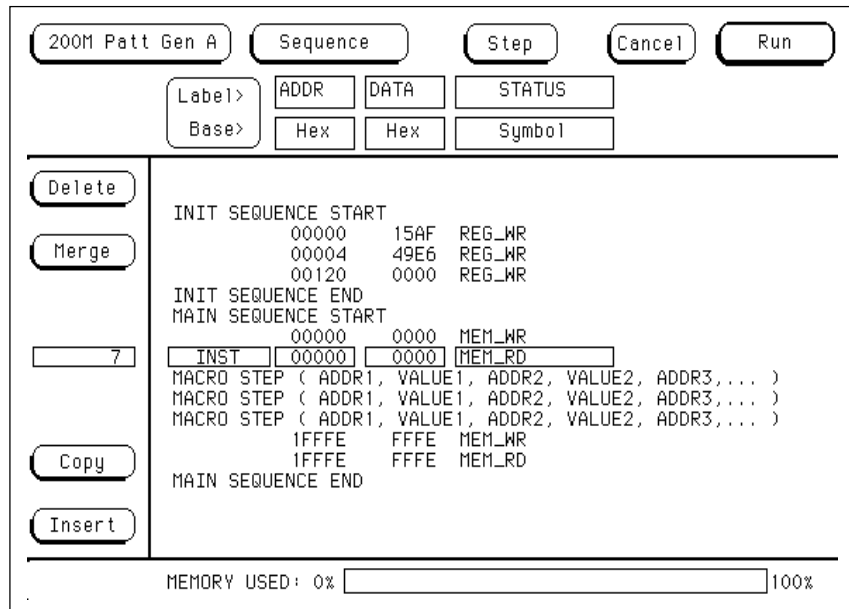 200M Patt Gen A Sequence Step Cancel Run
Label> ADDR DATA STATUS
Base> Hex Hex Symbol
Delete
INIT SEQUENCE START
00000 15AF REG_WR
Merge 00004 49E6 REG_WR
00120 0000 REG_WR
INIT SEQUENCE END
MAIN SEQUENCE START
00000 0000 MEM_WR
7 INST 00000 0000 MEM_RD
MACRO STEP ( ADDR1, VALUE1, ADDR2, VALUE2, ADDR3,... )
MACRO STEP ( ADDR1, VALUE1, ADDR2, VALUE2, ADDR3,... )
MACRO STEP ( ADDR1, VALUE1, ADDR2, VALUE2, ADDR3,... )
1FFFE FFFE MEM_WR
Copy 1FFFE FFFE MEM_RD
MAIN SEQUENCE END
Insert
MEMORY USED: 0% 100%